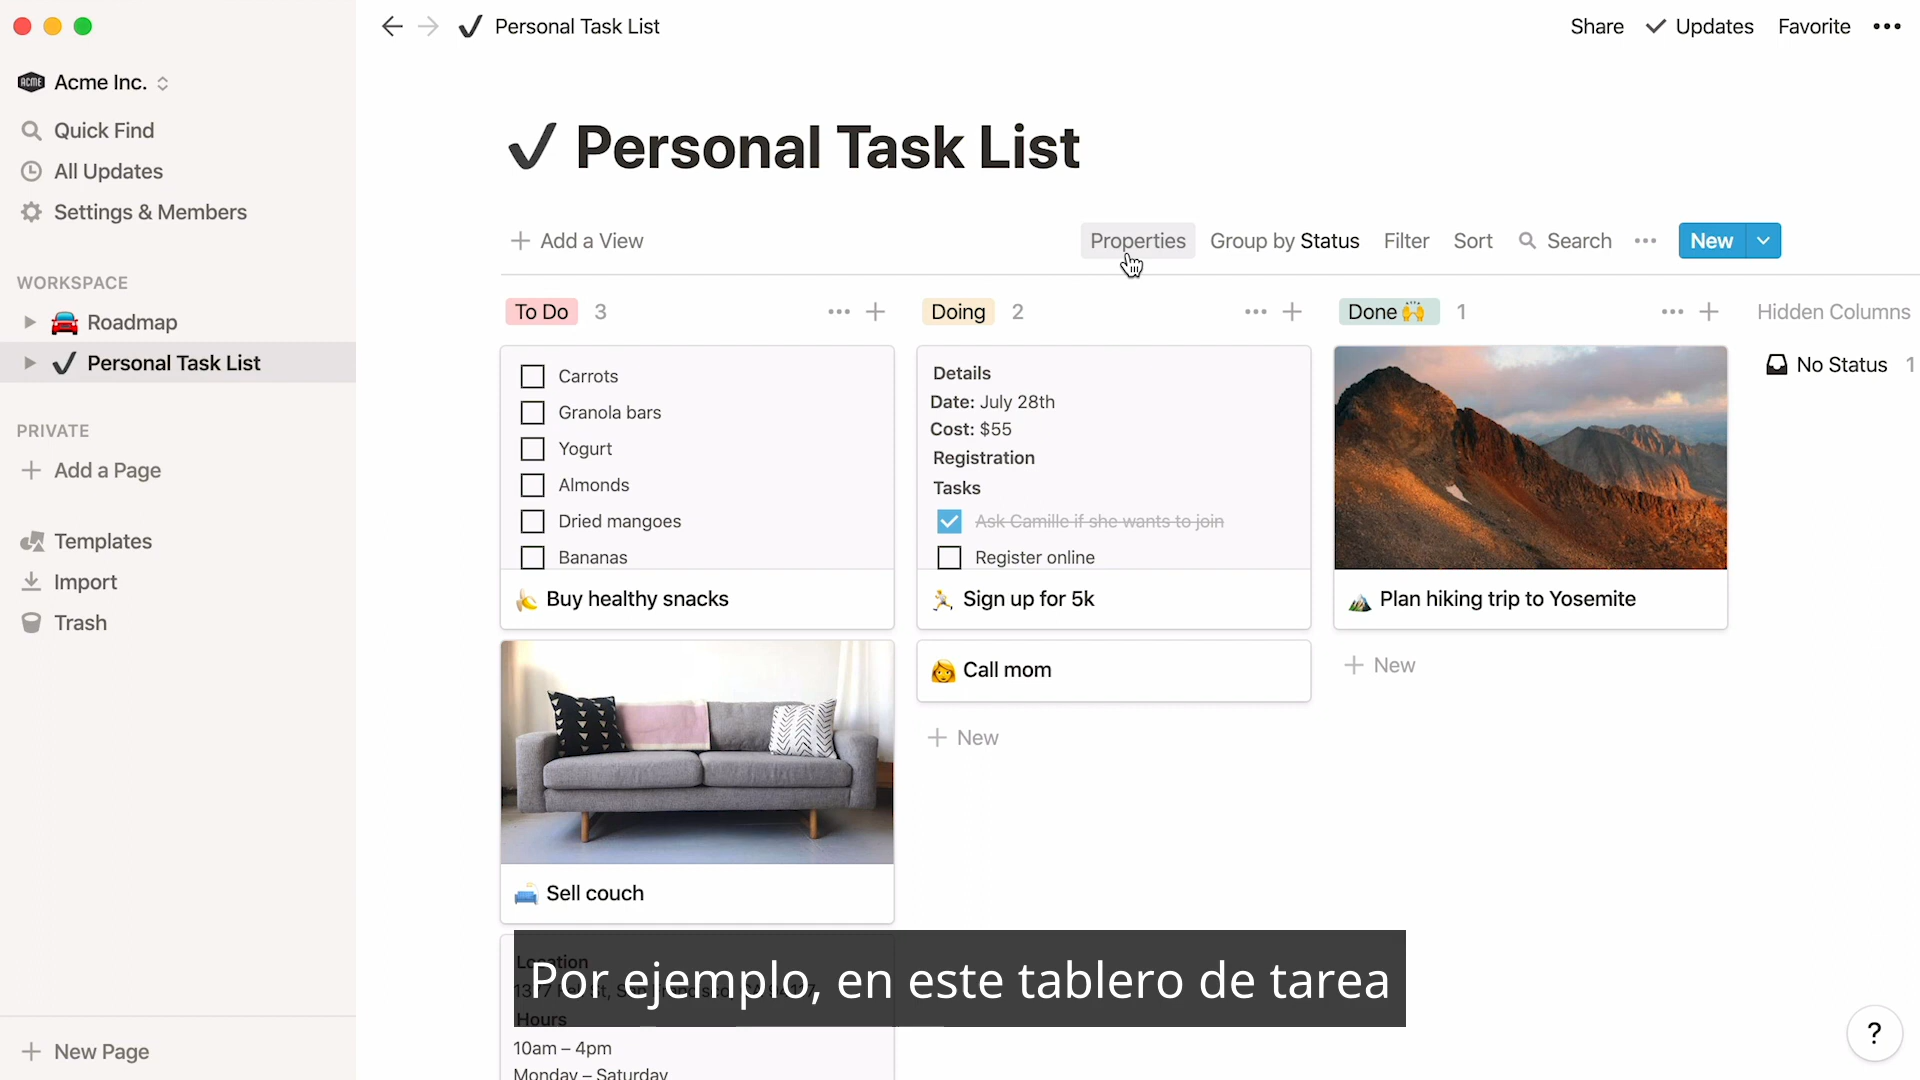 Personal Task List
Share
Updates
Favorite
ACME
Acme Inc.
Quick Find
All Updates
Settings & Members
WORKSPACE
Roadmap
Personal Task List
PRIVATE
Add a Page
Templates
Import
Trash
New Page
Personal Task List
Add a View
Properties
Group by Status
Filter
Sort
Search
New
To Do 3
Carrots
Granola bars
Yogurt
Almonds
Dried mangoes
Bananas
Buy healthy snacks
Sell couch
Location
Hours
10am – 4pm
Monday – Saturday
Doing 2
Details
Date: July 28th
Cost: $55
Registration
Tasks
Ask Camille if she wants to join
Register online
Sign up for 5k
Call mom
New
Done 1
Plan hiking trip to Yosemite
New
Hidden Columns
No Status 1
Por ejemplo, en este tablero de tarea
?